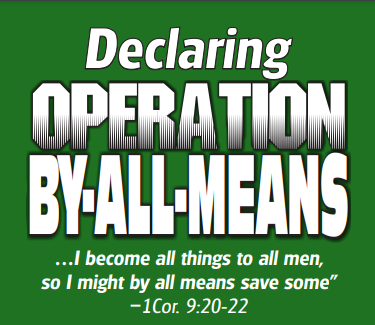 Declaring
OPERATION
BY-ALL-MEANS
...I become all things to all men,
so I might by all means save some”
–1Cor. 9:20-22